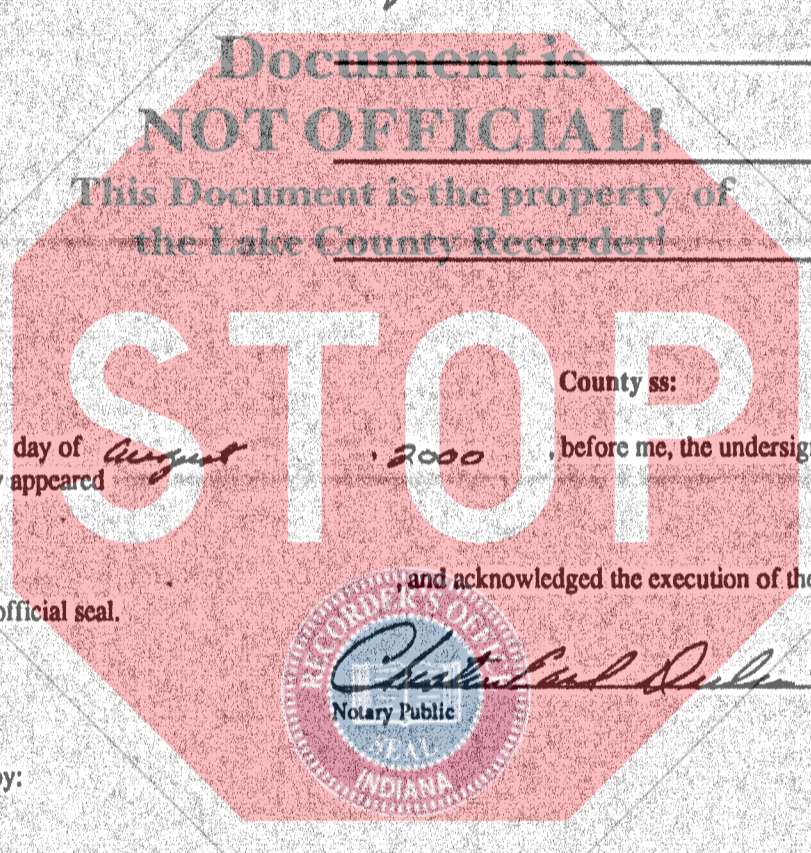 Document is
NOT OFFICIAL!
This Document is the property of
the Lake County Recorder!
STOP
County ss:
day of August , 2000 , before me, the undersig
appeared
, and acknowledged the execution of the
official seal.
RECORDER'S OFFICE
Notary Public
SEAL
INDIANA
by: